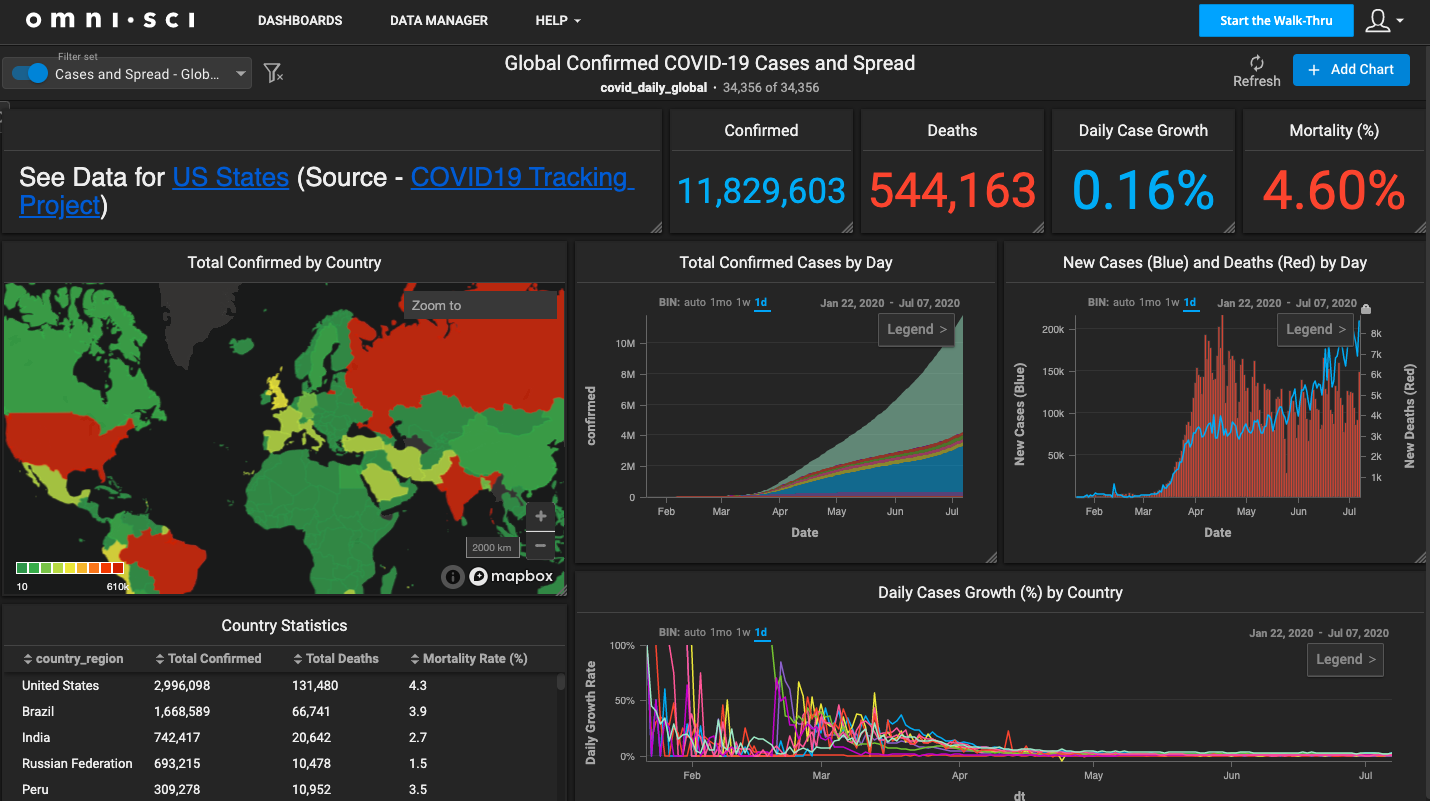 OMNI·SCI
DASHBOARDS
DATA MANAGER
HELP
Start the Walk-Thru
Filter set
Cases and Spread - Glob...
Global Confirmed COVID-19 Cases and Spread
covid_daily_global · 34,356 of 34,356
Refresh
+ Add Chart
See Data for US States (Source - COVID19 Tracking
Project)
Confirmed
11,829,603
Deaths
544,163
Daily Case Growth
0.16%
Mortality (%)
4.60%
Total Confirmed by Country
Zoom to
+
−
2000 km
mapbox
10
610k
Total Confirmed Cases by Day
BIN: auto 1mo 1w 1d
Jan 22, 2020 - Jul 07, 2020
Legend >
confirmed
10M
8M
6M
4M
2M
0
Feb Mar Apr May Jun Jul
Date
New Cases (Blue) and Deaths (Red) by Day
BIN: auto 1mo 1w 1d
Jan 22, 2020 - Jul 07, 2020
Legend >
New Cases (Blue)
200k
150k
100k
50k
8k
7k
6k
5k
4k
3k
2k
1k
New Deaths (Red)
Feb Mar Apr May Jun Jul
Date
Country Statistics
country_region Total Confirmed Total Deaths Mortality Rate (%)
United States 2,996,098 131,480 4.3
Brazil 1,668,589 66,741 3.9
India 742,417 20,642 2.7
Russian Federation 693,215 10,478 1.5
Peru 309,278 10,952 3.5
Daily Cases Growth (%) by Country
BIN: auto 1mo 1w 1d
Jan 22, 2020 - Jul 07, 2020
Legend >
Daily Growth Rate
100%
50%
0%
Feb Mar Apr May Jun Jul
dt